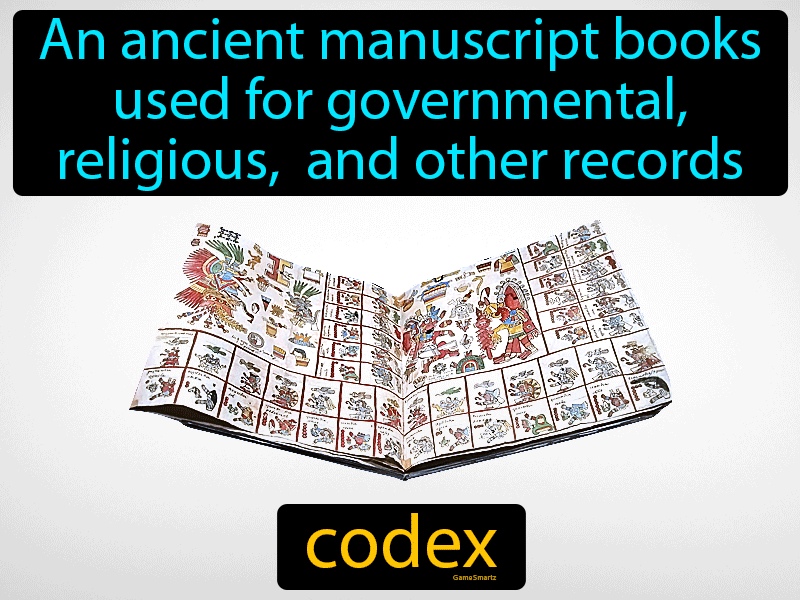 An ancient manuscript books
used for governmental,
religious, and other records
codex
GameSmartz